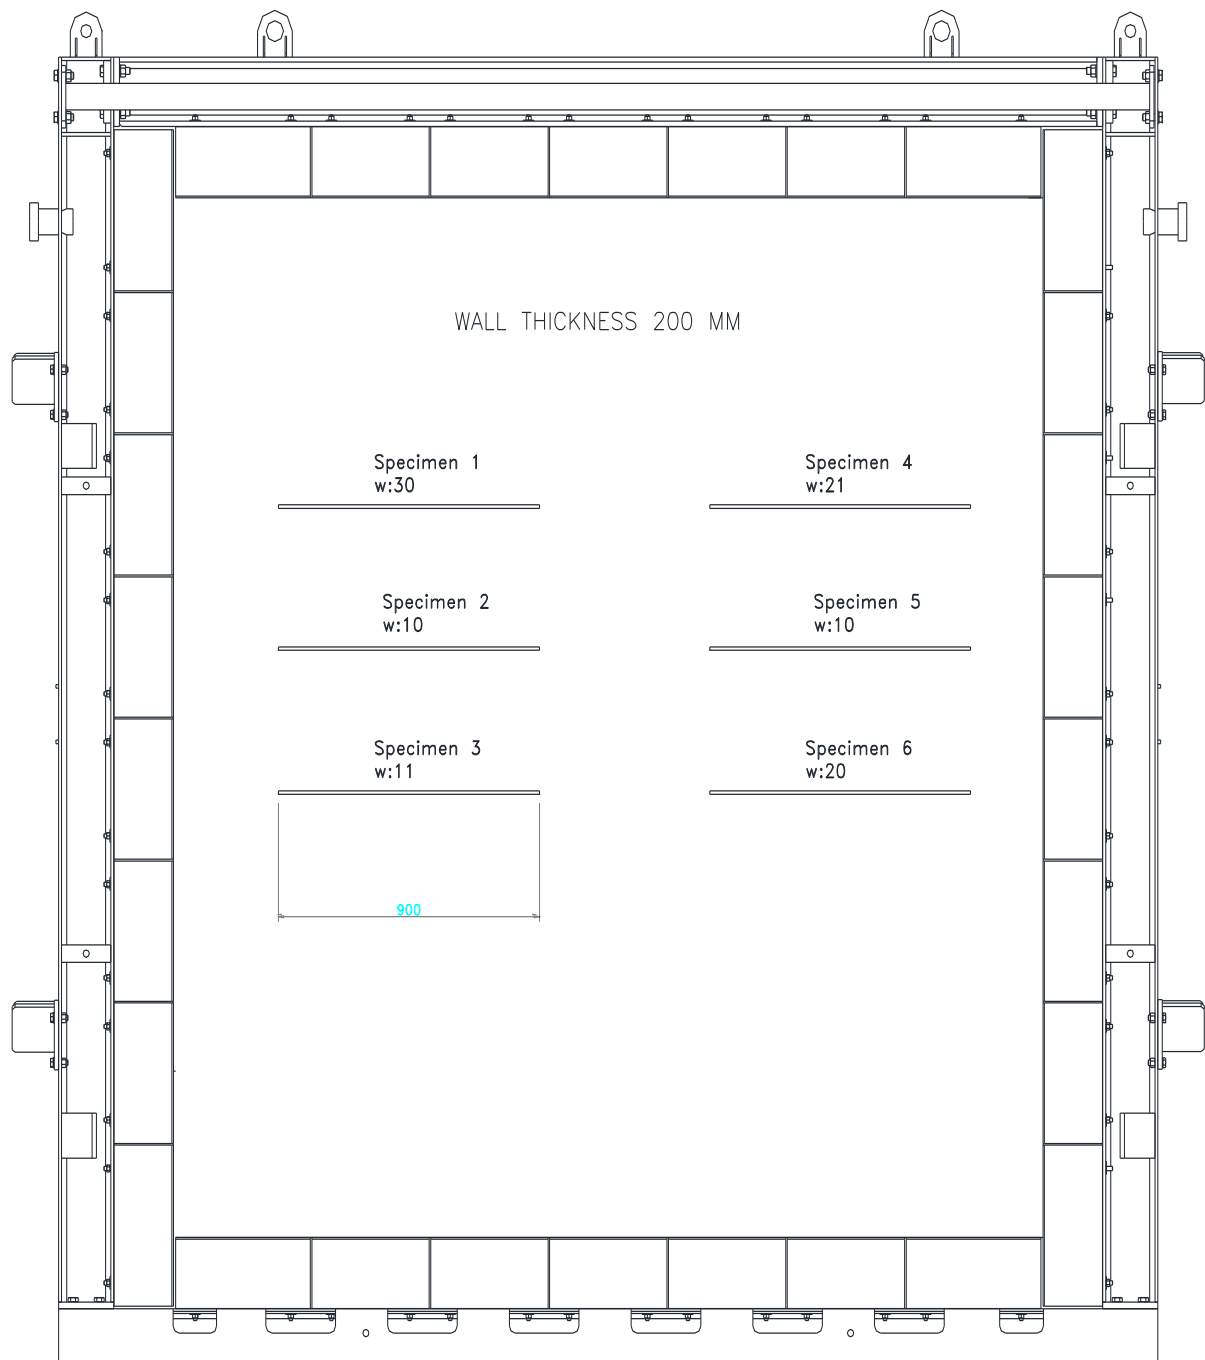 WALL THICKNESS 200 MM
Specimen 1
w:30
Specimen 4
w:21
Specimen 2
w:10
Specimen 5
w:10
Specimen 3
w:11
Specimen 6
w:20
900